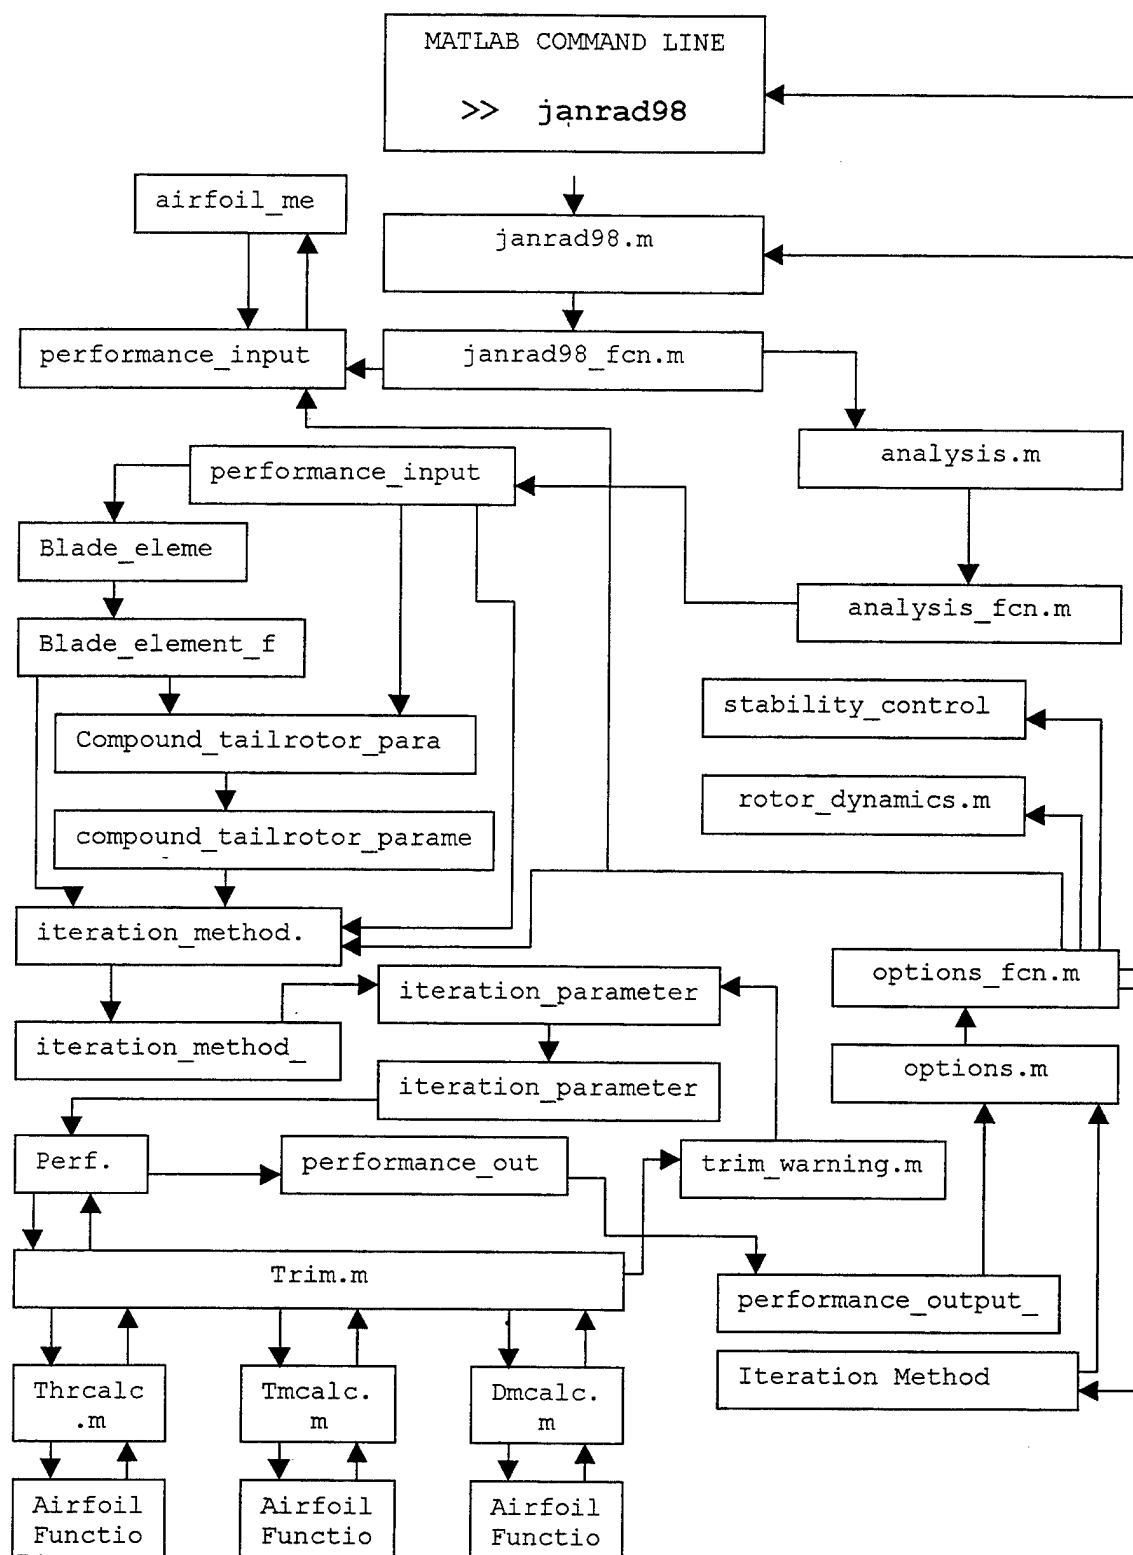 MATLAB COMMAND LINE
>> janrad98
airfoil_me
janrad98.m
performance_input
janrad98_fcn.m
analysis.m
performance_input
Blade_eleme
analysis_fcn.m
Blade_element_f
stability_control
Compound_tailrotor_para
rotor_dynamics.m
compound_tailrotor_parame
iteration_method.
options_fcn.m
iteration_parameter
iteration_method_
options.m
iteration_parameter
Perf.
performance_out
trim_warning.m
Trim.m
performance_output_
Iteration Method
Thrcalc
.m
Tmcalc.
m
Dmcalc.
m
Airfoil
Functio
Airfoil
Functio
Airfoil
Functio